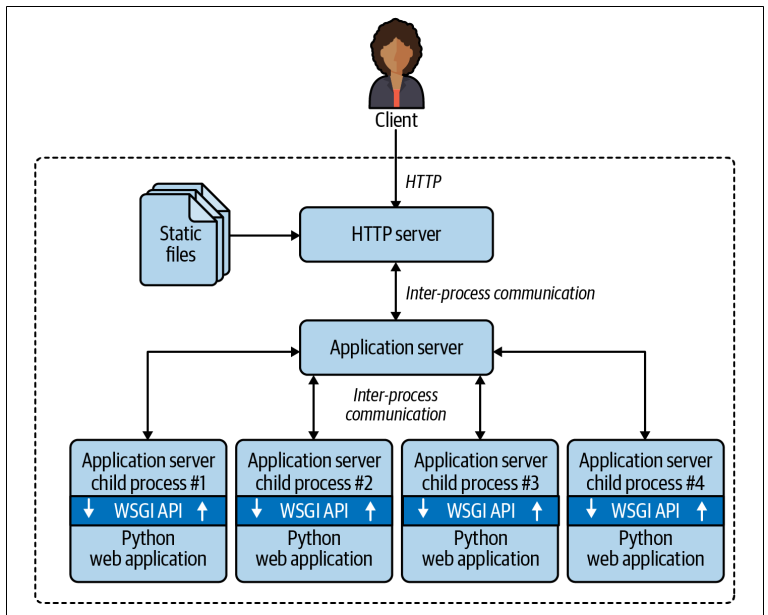 Client
HTTP
Static
files
HTTP server
Inter-process communication
Application server
Inter-process
communication
Application server
child process #1
WSGI API
Python
web application
Application server
child process #2
WSGI API
Python
web application
Application server
child process #3
WSGI API
Python
web application
Application server
child process #4
WSGI API
Python
web application